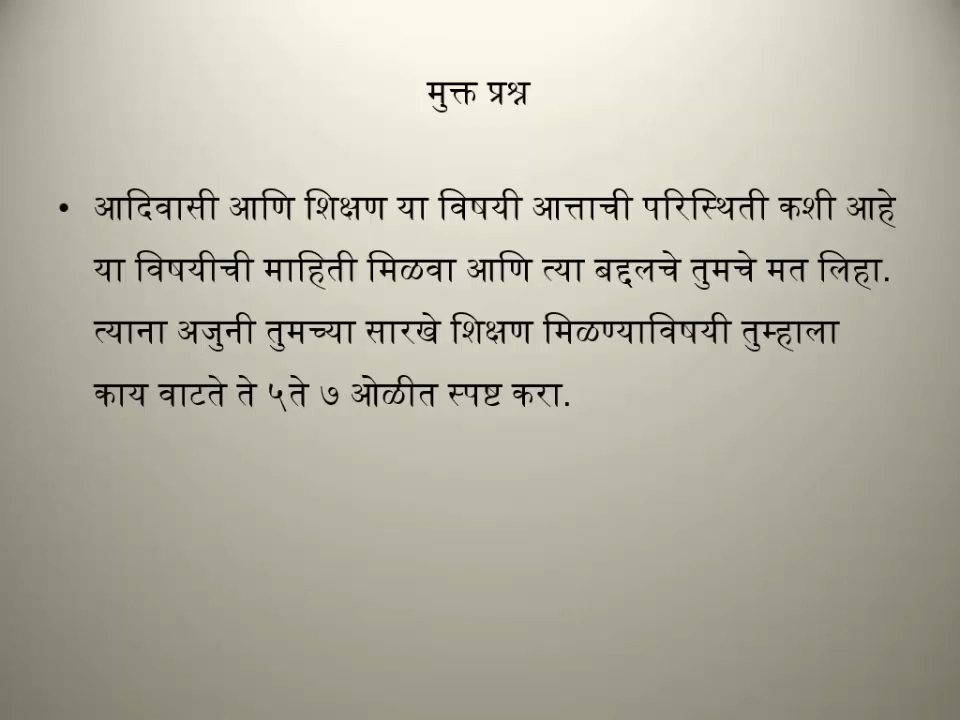 मुक्त प्रश्न
• आदिवासी आणि शिक्षण या विषयी आत्ताची परिस्थिती कशी आहे
या विषयीची माहिती मिळवा आणि त्या बद्दलचे तुमचे मत लिहा.
त्याना अजुनी तुमच्या सारखे शिक्षण मिळण्याविषयी तुम्हाला
काय वाटते ते ५ते ७ ओळीत स्पष्ट करा.